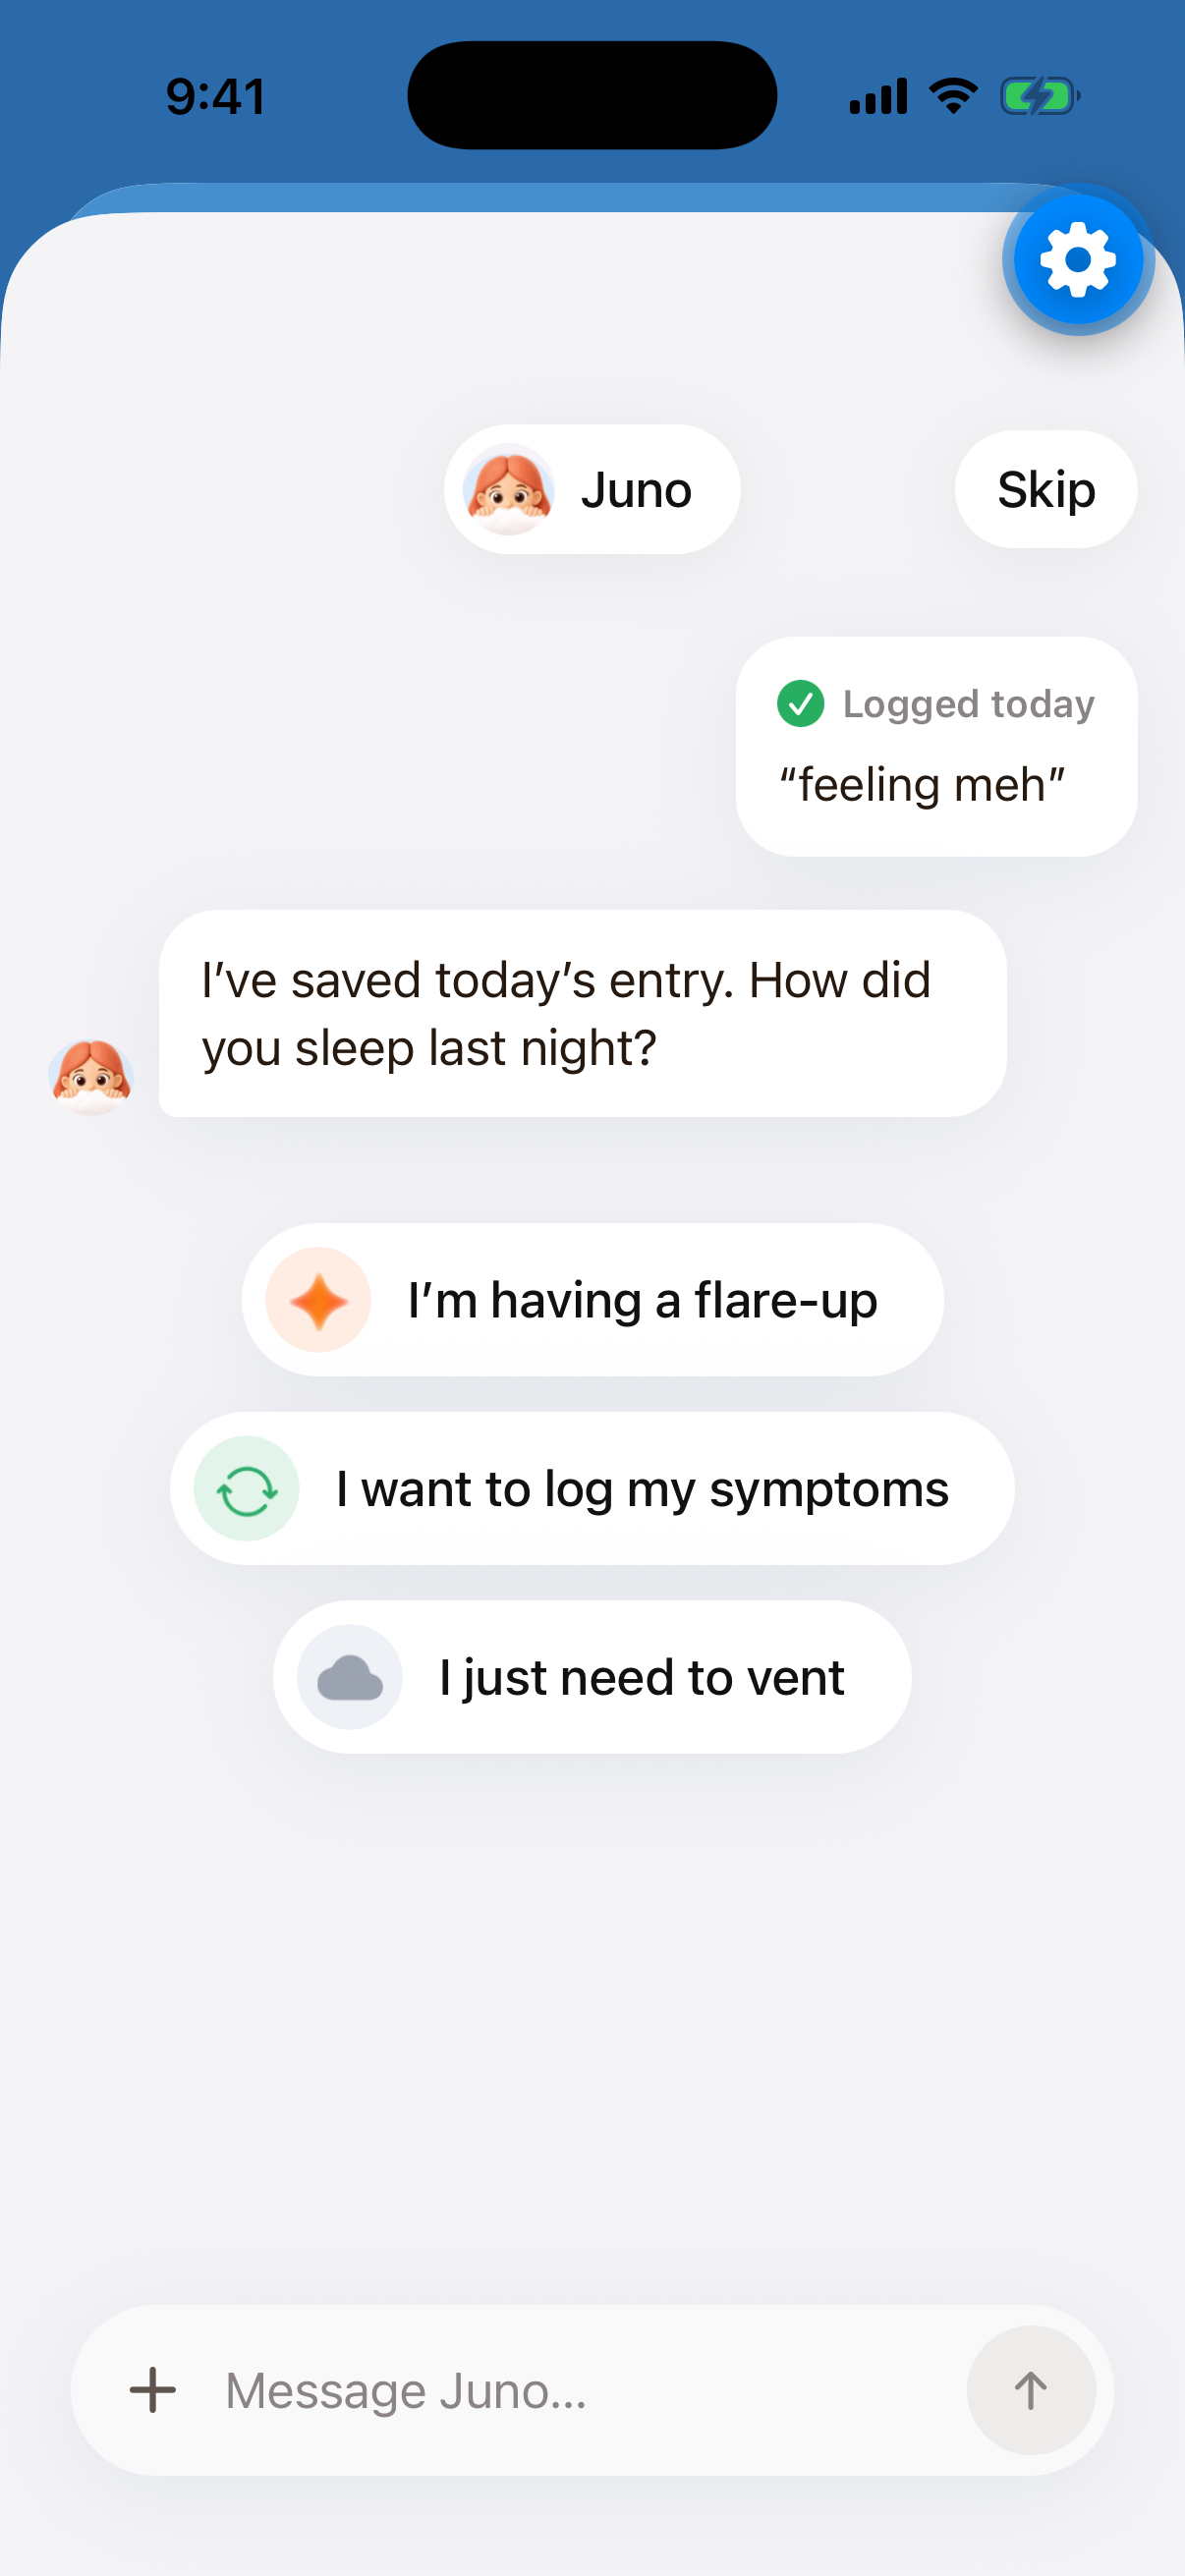 9:41
Juno
Skip
Logged today
“feeling meh”
I’ve saved today’s entry. How did
you sleep last night?
I’m having a flare-up
I want to log my symptoms
I just need to vent
Message Juno...